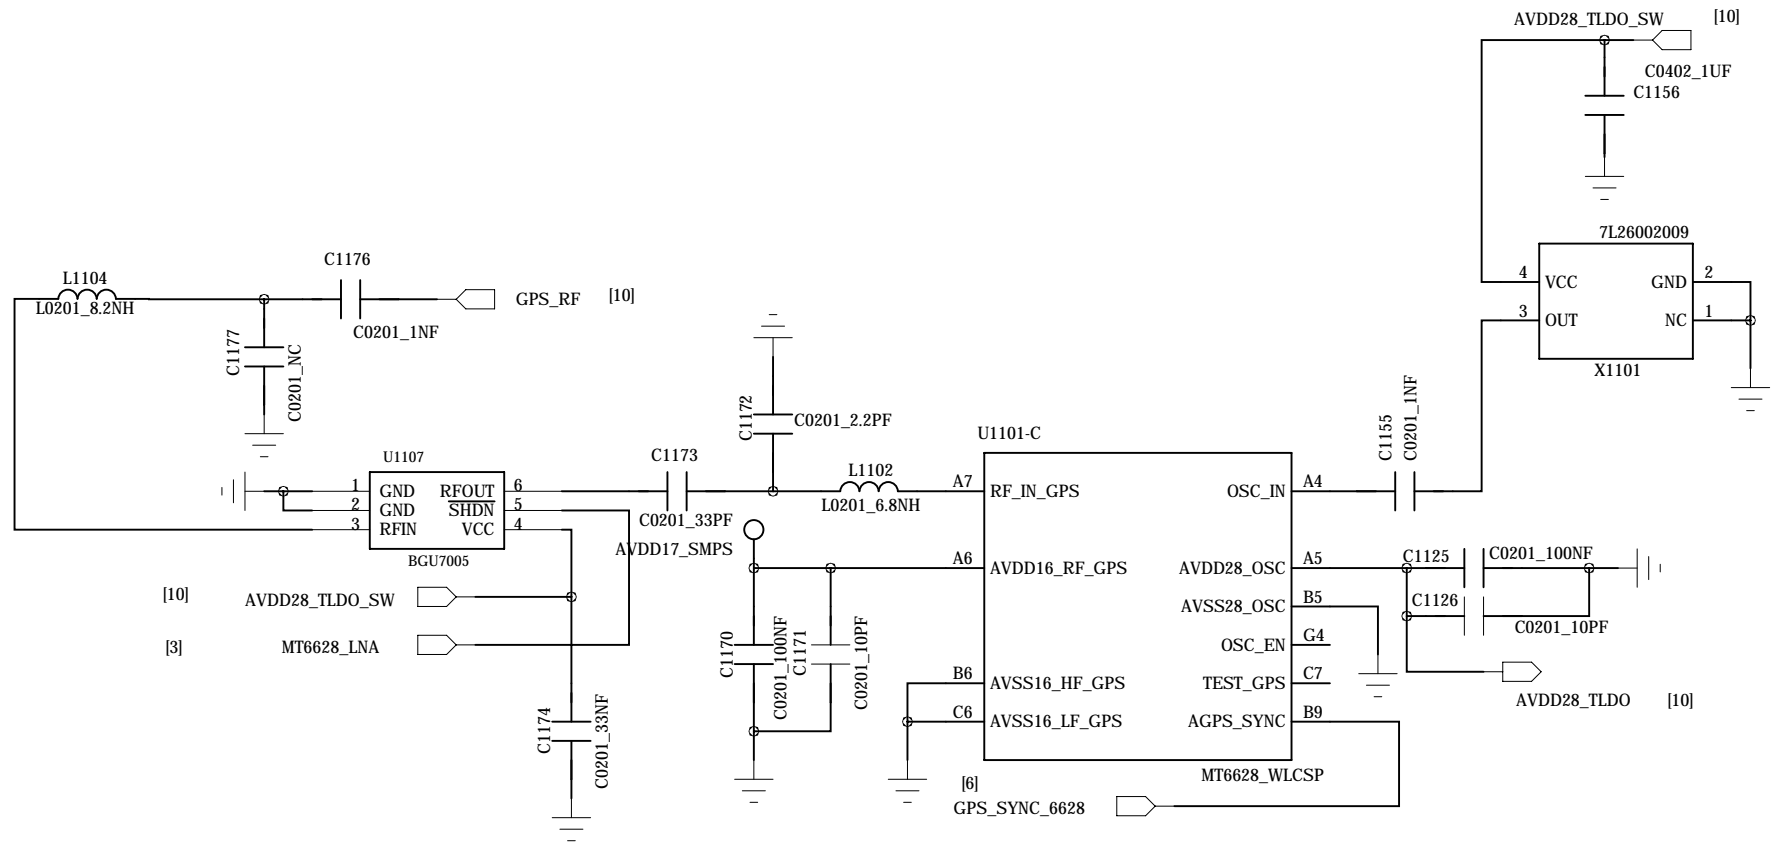 AVDD28_TLDO_SW [10]
C0402_1UF
C1156
7L26002009
4 VCC GND 2
3 OUT NC 1
X1101
L1104
L0201_8.2NH
C1176
C0201_1NF
GPS_RF [10]
C1177
C0201_NC
U1107
1 GND RFOUT 6
2 GND SHDN 5
3 RFIN VCC 4
BGU7005
[10] AVDD28_TLDO_SW
[3] MT6628_LNA
C1174
C0201_33NF
C1173
C0201_33PF
C1172
C0201_2.2PF
L1102
L0201_6.8NH
AVDD17_SMPS
C1170
C0201_100NF
C1171
C0201_10PF
U1101-C
A7 RF_IN_GPS OSC_IN A4
A6 AVDD16_RF_GPS AVDD28_OSC A5
AVSS28_OSC B5
OSC_EN G4
B6 AVSS16_HF_GPS TEST_GPS C7
C6 AVSS16_LF_GPS AGPS_SYNC B9
MT6628_WLCSP
[6]
GPS_SYNC_6628
C1155
C0201_1NF
C1125
C0201_100NF
C1126
C0201_10PF
AVDD28_TLDO [10]